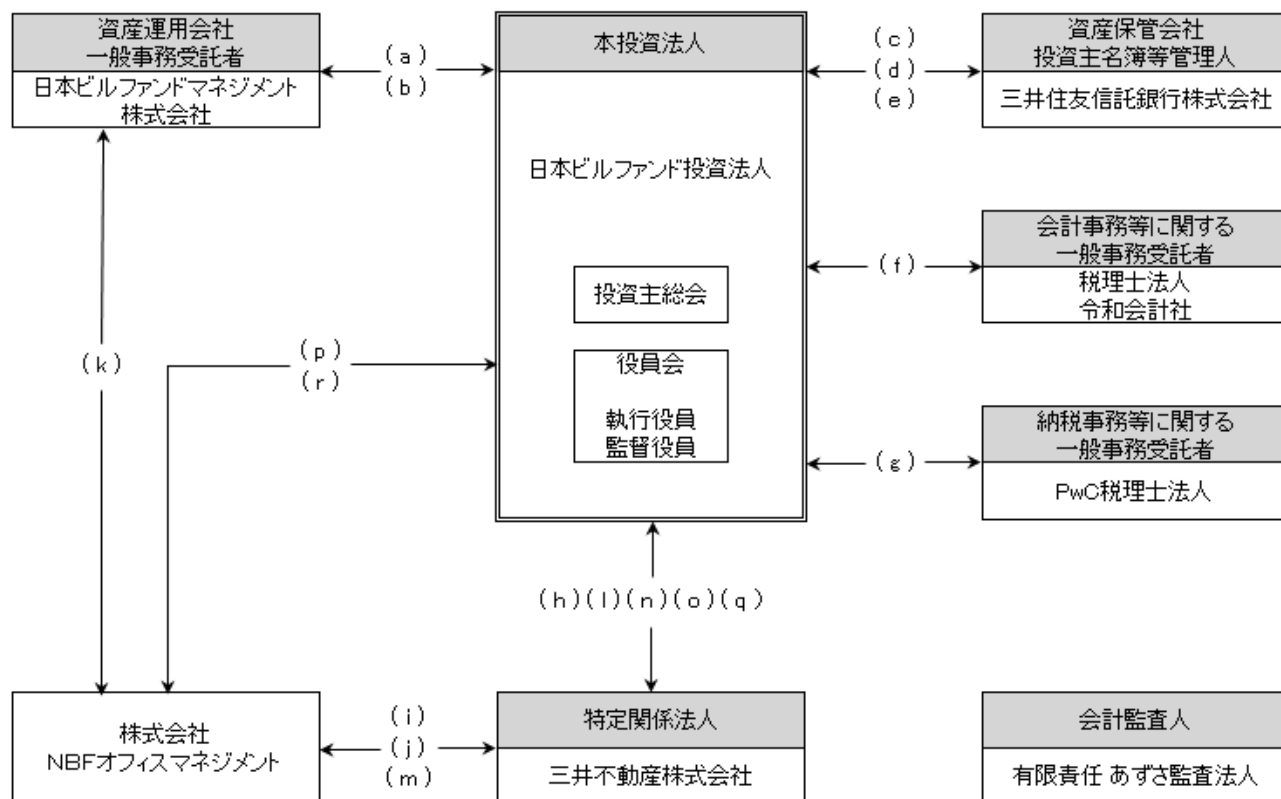 資産運用会社
一般事務受託者
日本ビルファンドマネジメント
株式会社
(a)
(b)
本投資法人
日本ビルファンド投資法人
投資主総会
役員会
執行役員
監督役員
(c)
(d)
(e)
資産保管会社
投資主名簿等管理人
三井住友信託銀行株式会社
(f)
会計事務等に関する
一般事務受託者
税理士法人
令和会計社
(k)
(p)
(r)
(g)
納税事務等に関する
一般事務受託者
PwC税理士法人
(h)(l)(n)(o)(q)
株式会社
NBFオフィスマネジメント
(i)
(j)
(m)
特定関係法人
三井不動産株式会社
会計監査人
有限責任 あずさ監査法人